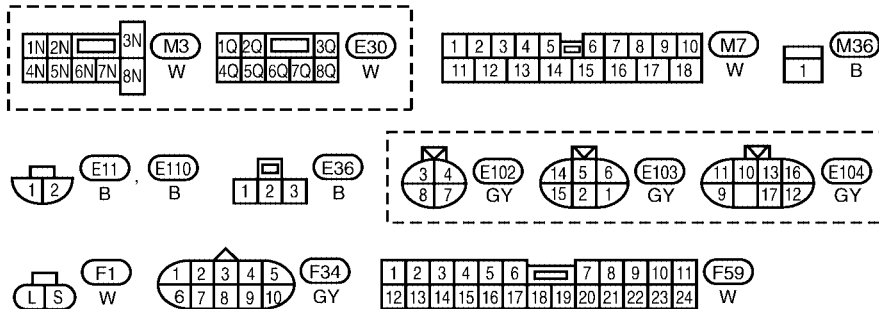 1N 2N 3N M3 1Q 2Q 3Q E30 1 2 3 4 5 6 7 8 9 10 M7 M36
4N 5N 6N 7N 8N W 4Q 5Q 6Q 7Q 8Q W 11 12 13 14 15 16 17 18 W 1 B
E11 , E110 E36 3 4 E102 14 5 6 E103 11 10 13 16 E104
1 2 B B 1 2 3 B 8 7 GY 15 2 1 GY 9 17 12 GY
F1 1 2 3 4 5 F34 1 2 3 4 5 6 7 8 9 10 11 F59
L S W 6 7 8 9 10 GY 12 13 14 15 16 17 18 19 20 21 22 23 24 W